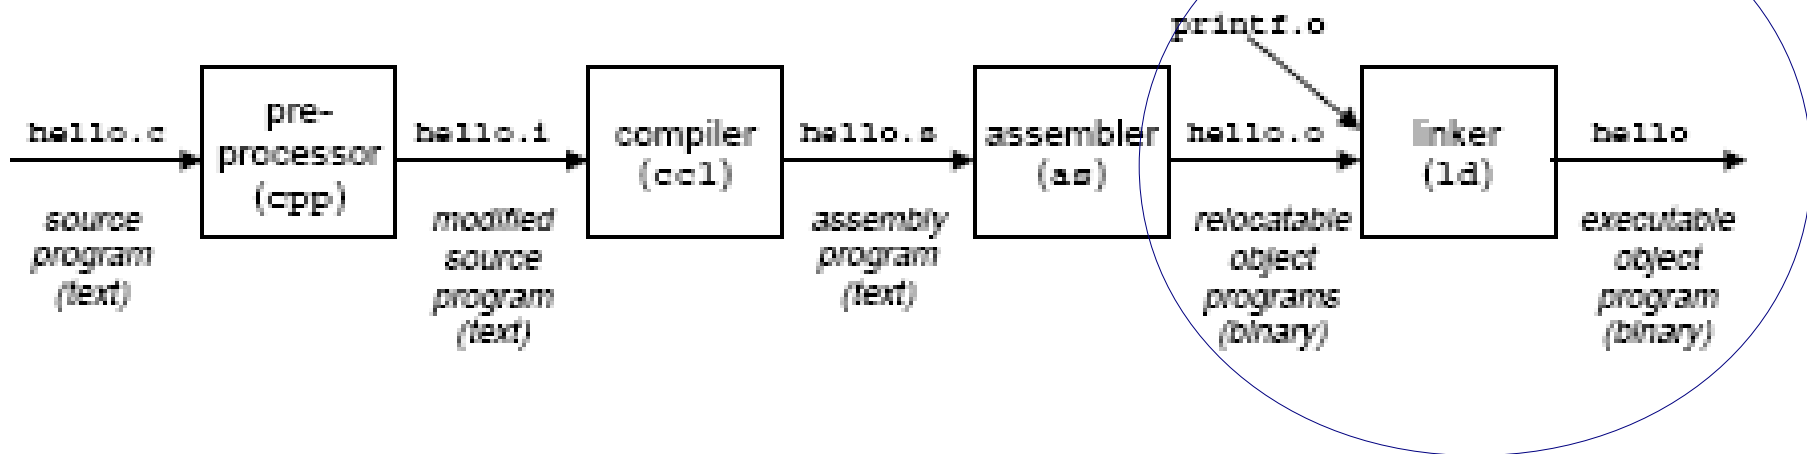 printf.o
hello.c
pre-
processor
(cpp)
hello.i
compiler
(cc1)
hello.s
assembler
(as)
hello.o
linker
(ld)
hello
source
program
(text)
modified
source
program
(text)
assembly
program
(text)
relocatable
object
programs
(binary)
executable
object
program
(binary)